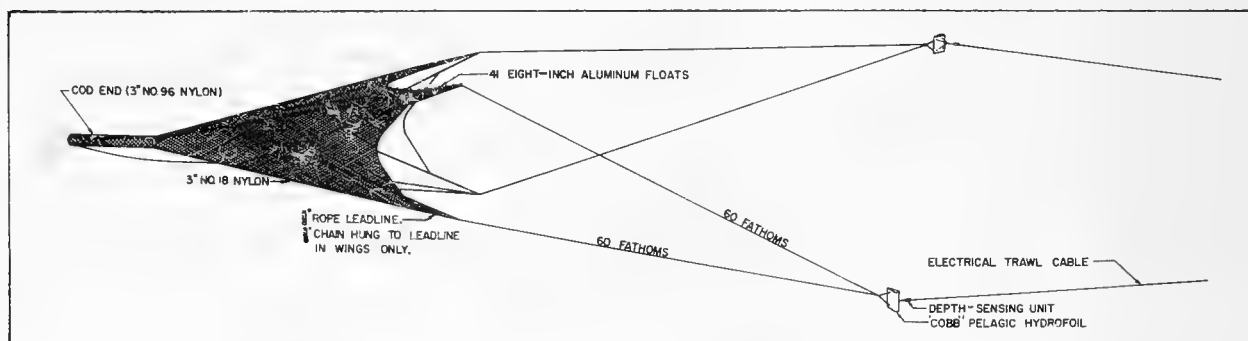 41 EIGHT-INCH ALUMINUM FLOATS
COD END (3" NO. 96 NYLON)
3" NO. 18 NYLON
ROPE LEADLINE.
CHAIN HUNG TO LEADLINE
IN WINGS ONLY.
60 FATHOMS
60 FATHOMS
ELECTRICAL TRAWL CABLE
DEPTH-SENSING UNIT
"COBB" PELAGIC HYDROFOIL